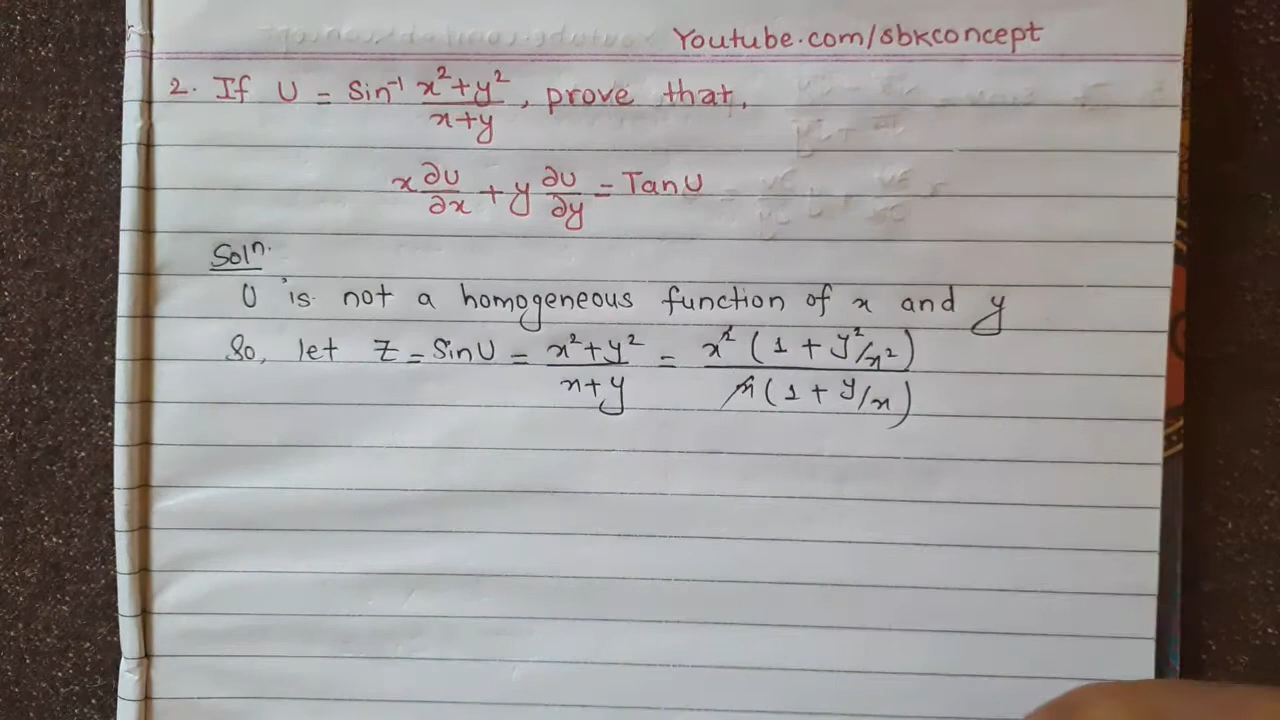 Youtube.com/sbkconcept
2. If U = Sin⁻¹ x²+y²/x+y, prove that,
x ∂U/∂x + y ∂U/∂y = Tan U
Solⁿ.
U is not a homogeneous function of x and y
So, let Z = Sin U = x²+y²/x+y = x²(1 + y²/x²)/x(1 + y/x)